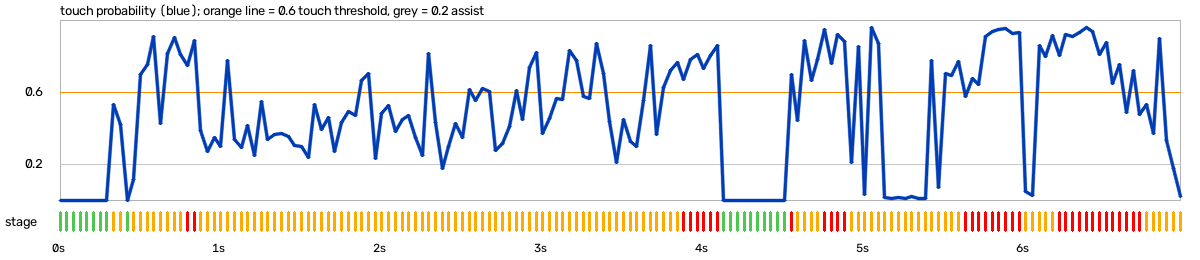 touch probability (blue); orange line = 0.6 touch threshold, grey = 0.2 assist
0.6
0.2
stage
0s 1s 2s 3s 4s 5s 6s